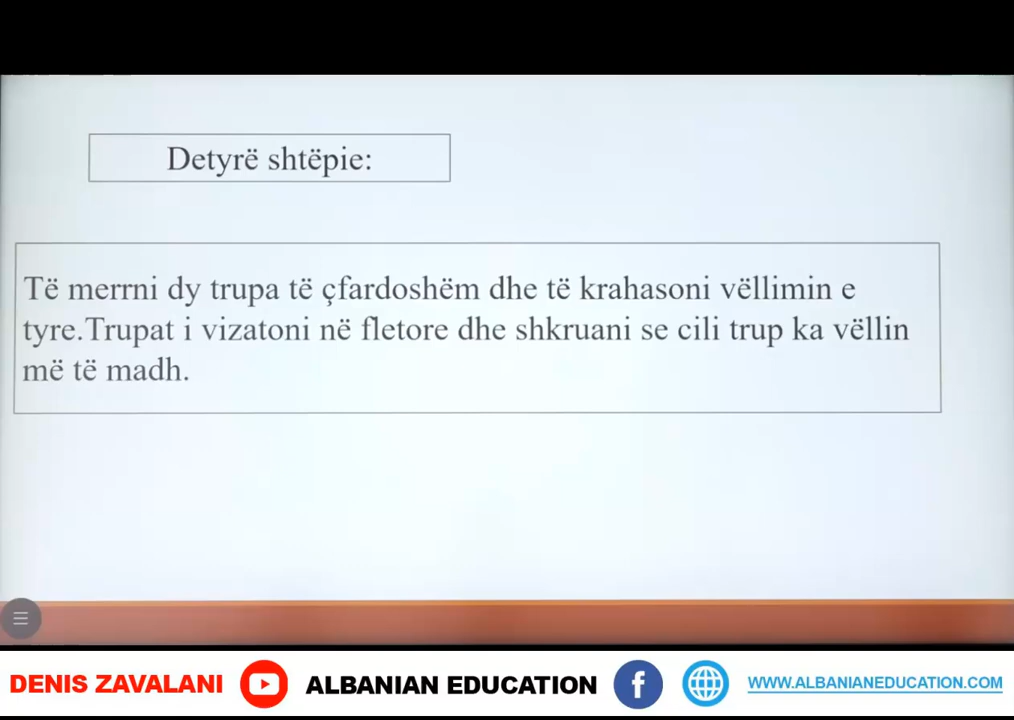 Detyrë shtëpie:
Të merrni dy trupa të çfardoshëm dhe të krahasoni vëllimin e
tyre.Trupat i vizatoni në fletore dhe shkruani se cili trup ka vëllin
më të madh.
DENIS ZAVALANI ALBANIAN EDUCATION f WWW.ALBANIANEDUCATION.COM